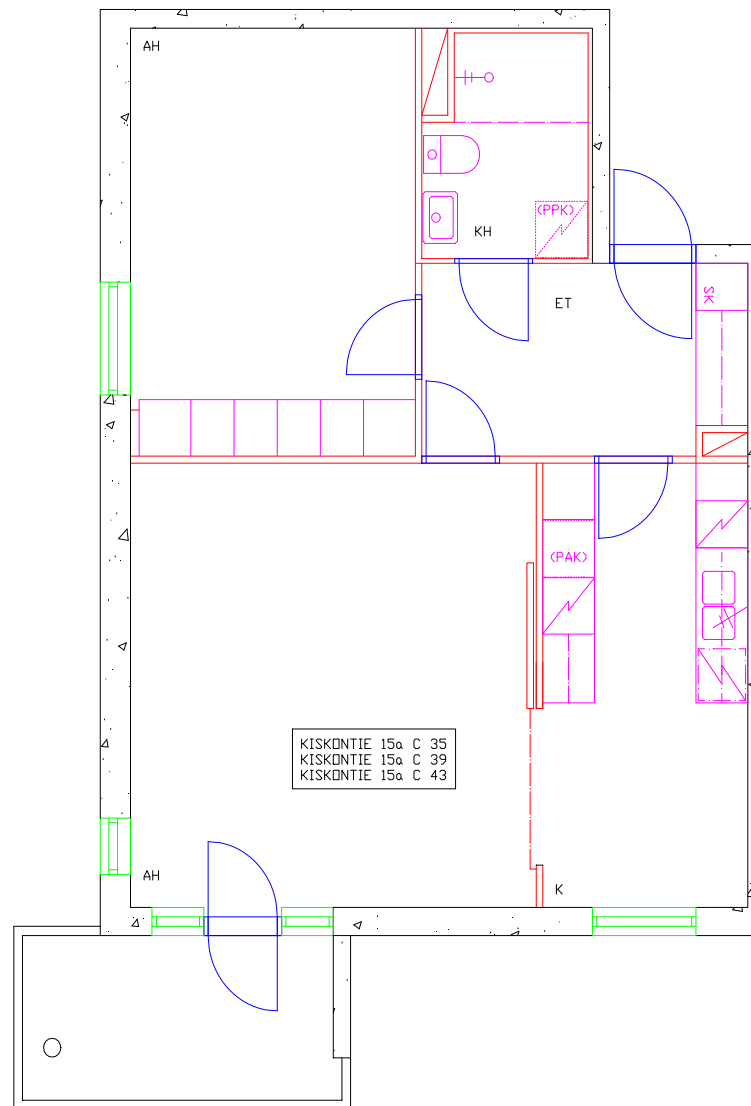 AH
(PPK)
KH
ET
SK
(PAK)
KISKONTIE 15a C 35
KISKONTIE 15a C 39
KISKONTIE 15a C 43
AH
K